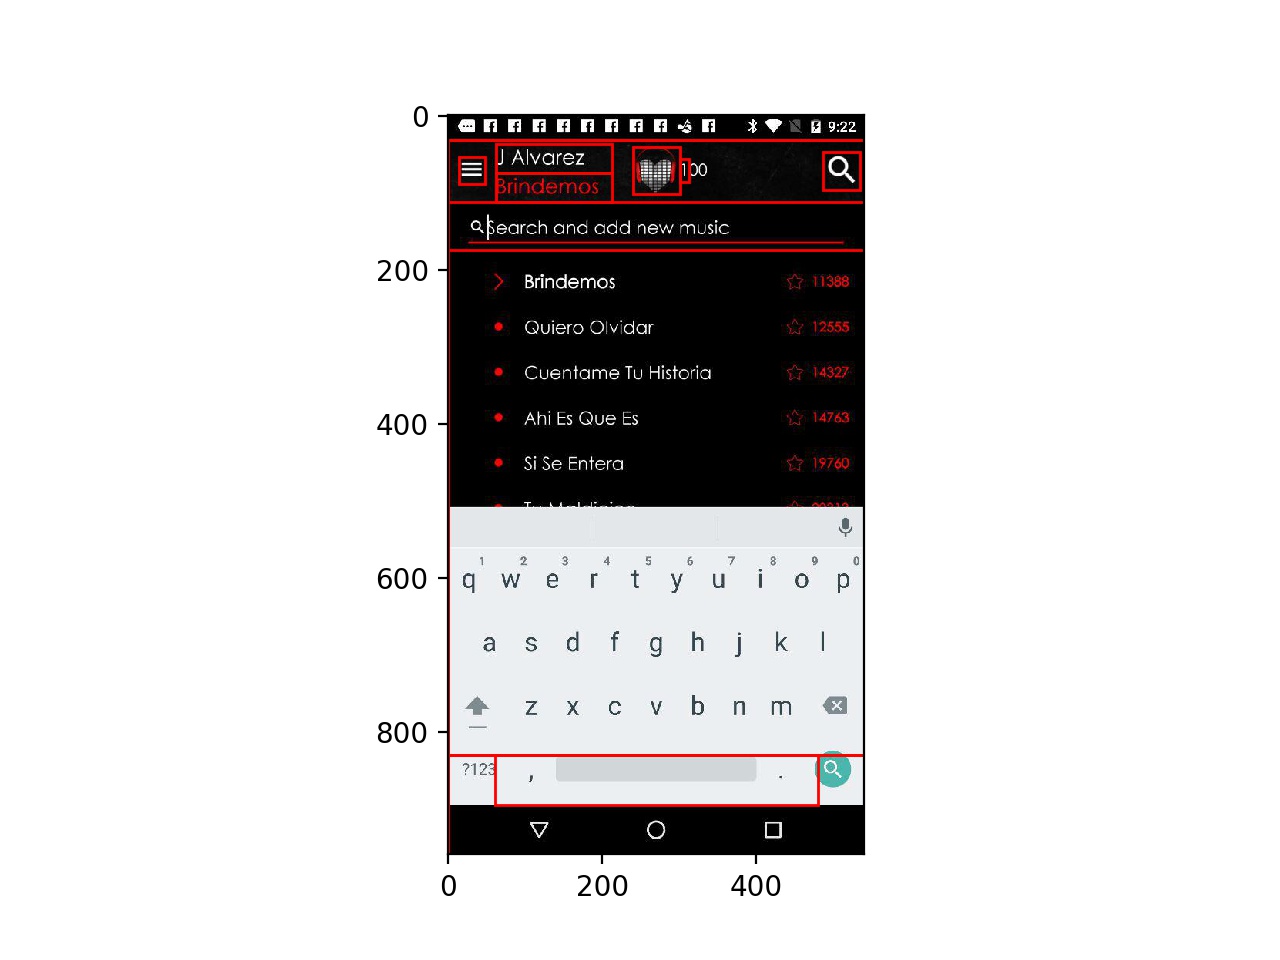 0
9:22
J Alvarez
Brindemos
100
Search and add new music
200
Brindemos 11388
Quiero Olvidar 12555
Cuentame Tu Historia 14327
400
Ahi Es Que Es 14763
Si Se Entera 19760
1 2 3 4 5 6 7 8 9 0
600
q w e r t y u i o p
a s d f g h j k l
z x c v b n m
800
?123 , .
0 200 400